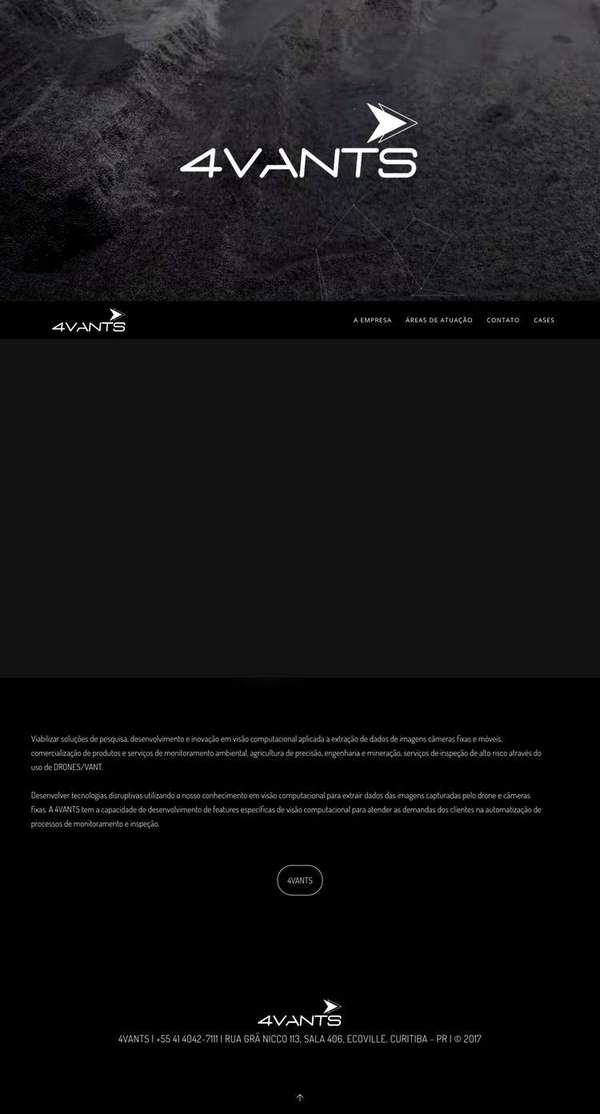 4VANTS
4VANTS
A EMPRESA
ÁREAS DE ATUAÇÃO
CONTATO
CASES
Viabilizar soluções de pesquisa, desenvolvimento e inovação em visão computacional aplicada a extração de dados de imagens câmeras fixas e móveis,
comercialização de produtos e serviços de monitoramento ambiental, agricultura de precisão, engenharia e mineração, serviços de inspeção de alto risco através do
uso de DRONES/VANT.
Desenvolver tecnologias disruptivas utilizando o nosso conhecimento em visão computacional para extrair dados das imagens capturadas pelo drone e câmeras
fixas. A 4VANTS tem a capacidade de desenvolvimento de features específicas de visão computacional para atender as demandas dos clientes na automatização de
processos de monitoramento e inspeção.
4VANTS
4VANTS
4VANTS | +55 41 4042-7111 | RUA GRÃ NICCO 113, SALA 406, ECOVILLE, CURITIBA - PR | © 2017